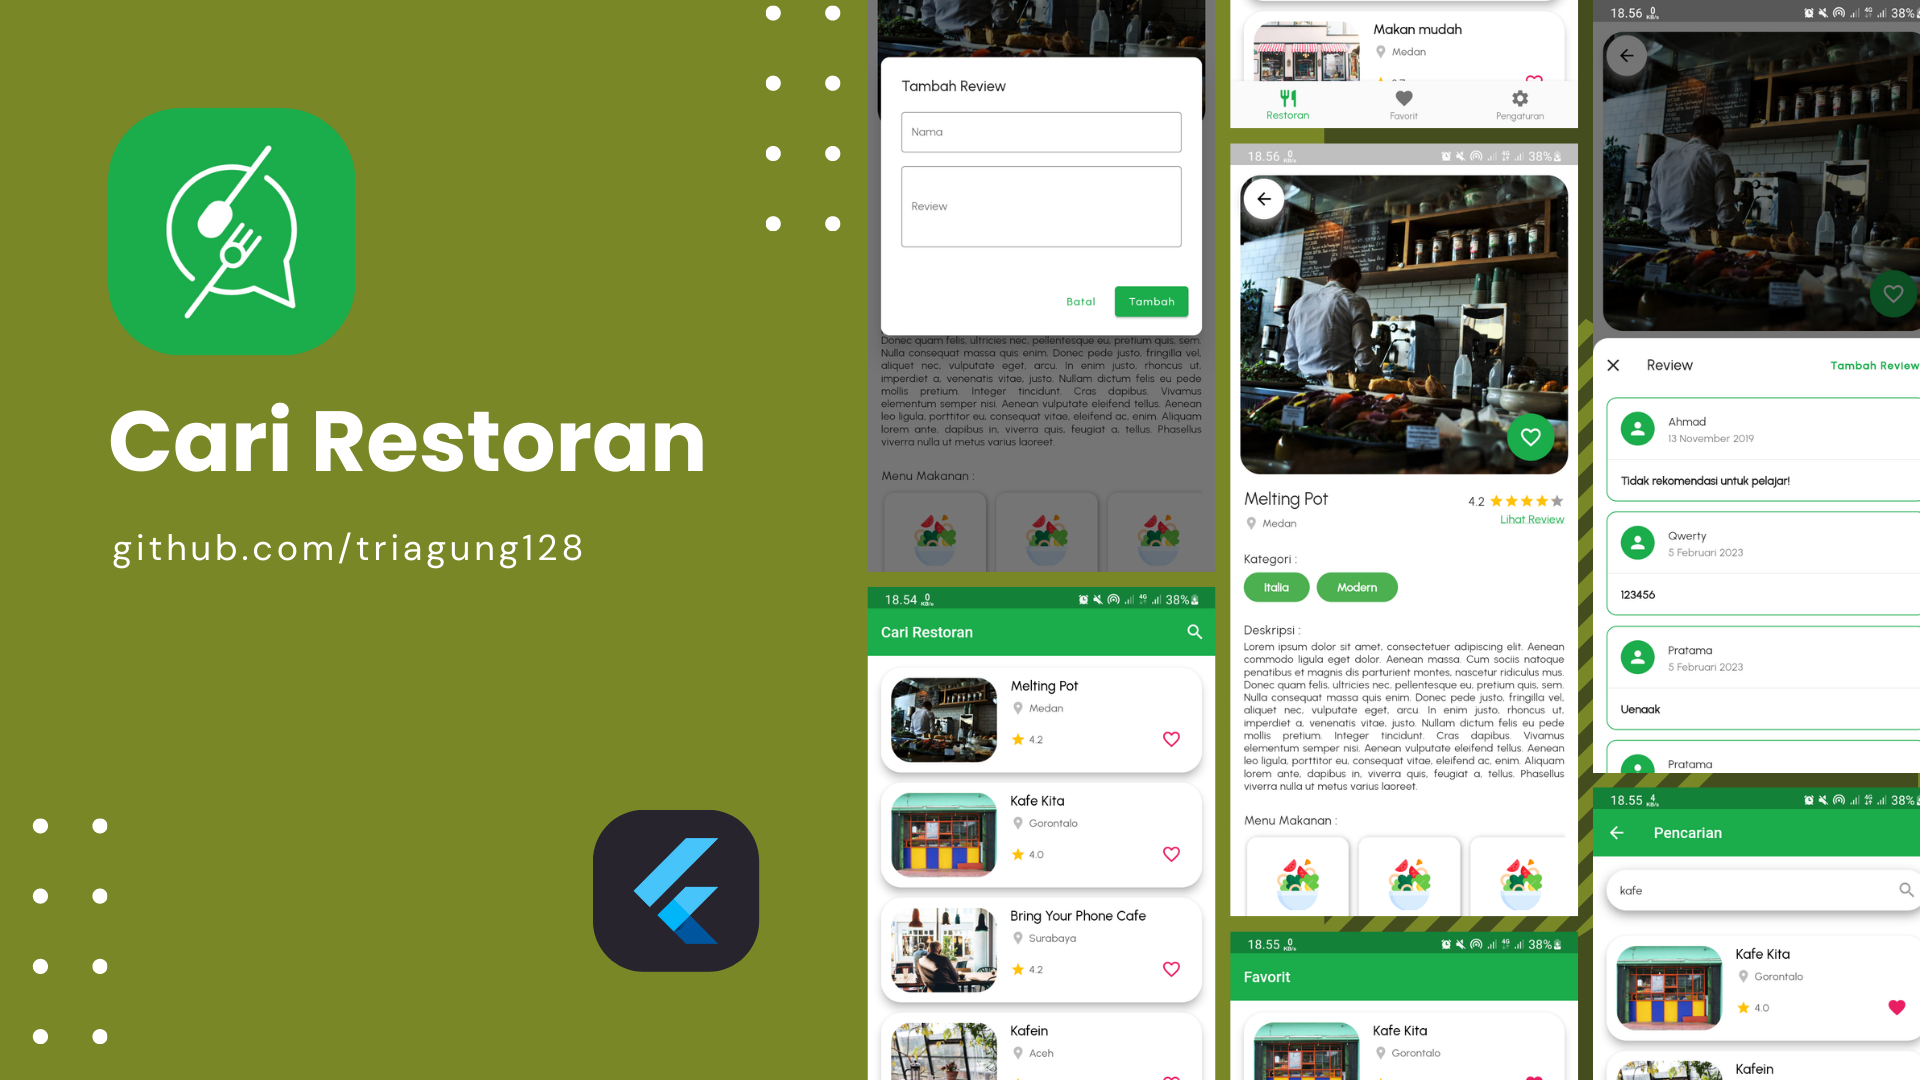 Cari Restoran
github.com/triagung128
Tambah Review
Nama
Review
Batal
Tambah
Donec quam felis, ultricies nec, pellentesque eu, pretium quis, sem.
Nulla consequat massa quis enim. Donec pede justo, fringilla vel,
aliquet nec, vulputate eget, arcu. In enim justo, rhoncus ut,
imperdiet a, venenatis vitae, justo. Nullam dictum felis eu pede
mollis pretium. Integer tincidunt. Cras dapibus. Vivamus
elementum semper nisi. Aenean vulputate eleifend tellus. Aenean
leo ligula, porttitor eu, consequat vitae, eleifend ac, enim. Aliquam
lorem ante, dapibus in, viverra quis, feugiat a, tellus. Phasellus
viverra nulla ut metus varius laoreet.
Menu Makanan :
18.54 0 KB/s 4G 38%
Cari Restoran
Melting Pot
Medan
4.2
Kafe Kita
Gorontalo
4.0
Bring Your Phone Cafe
Surabaya
4.2
Kafein
Aceh
Makan mudah
Medan
Restoran
Favorit
Pengaturan
18.56 0 KB/s 4G 38%
Melting Pot
4.2
Medan
Lihat Review
Kategori :
Italia
Modern
Deskripsi :
Lorem ipsum dolor sit amet, consectetuer adipiscing elit. Aenean
commodo ligula eget dolor. Aenean massa. Cum sociis natoque
penatibus et magnis dis parturient montes, nascetur ridiculus mus.
Donec quam felis, ultricies nec, pellentesque eu, pretium quis, sem.
Nulla consequat massa quis enim. Donec pede justo, fringilla vel,
aliquet nec, vulputate eget, arcu. In enim justo, rhoncus ut,
imperdiet a, venenatis vitae, justo. Nullam dictum felis eu pede
mollis pretium. Integer tincidunt. Cras dapibus. Vivamus
elementum semper nisi. Aenean vulputate eleifend tellus. Aenean
leo ligula, porttitor eu, consequat vitae, eleifend ac, enim. Aliquam
lorem ante, dapibus in, viverra quis, feugiat a, tellus. Phasellus
viverra nulla ut metus varius laoreet.
Menu Makanan :
18.55 0 KB/s 4G 38%
Favorit
Kafe Kita
Gorontalo
18.56 0 KB/s 4G 38%
Review
Tambah Review
Ahmad
13 November 2019
Tidak rekomendasi untuk pelajar!
Qwerty
5 Februari 2023
123456
Pratama
5 Februari 2023
Uenaak
Pratama
18.55 4 KB/s 4G 38%
Pencarian
kafe
Kafe Kita
Gorontalo
4.0
Kafein